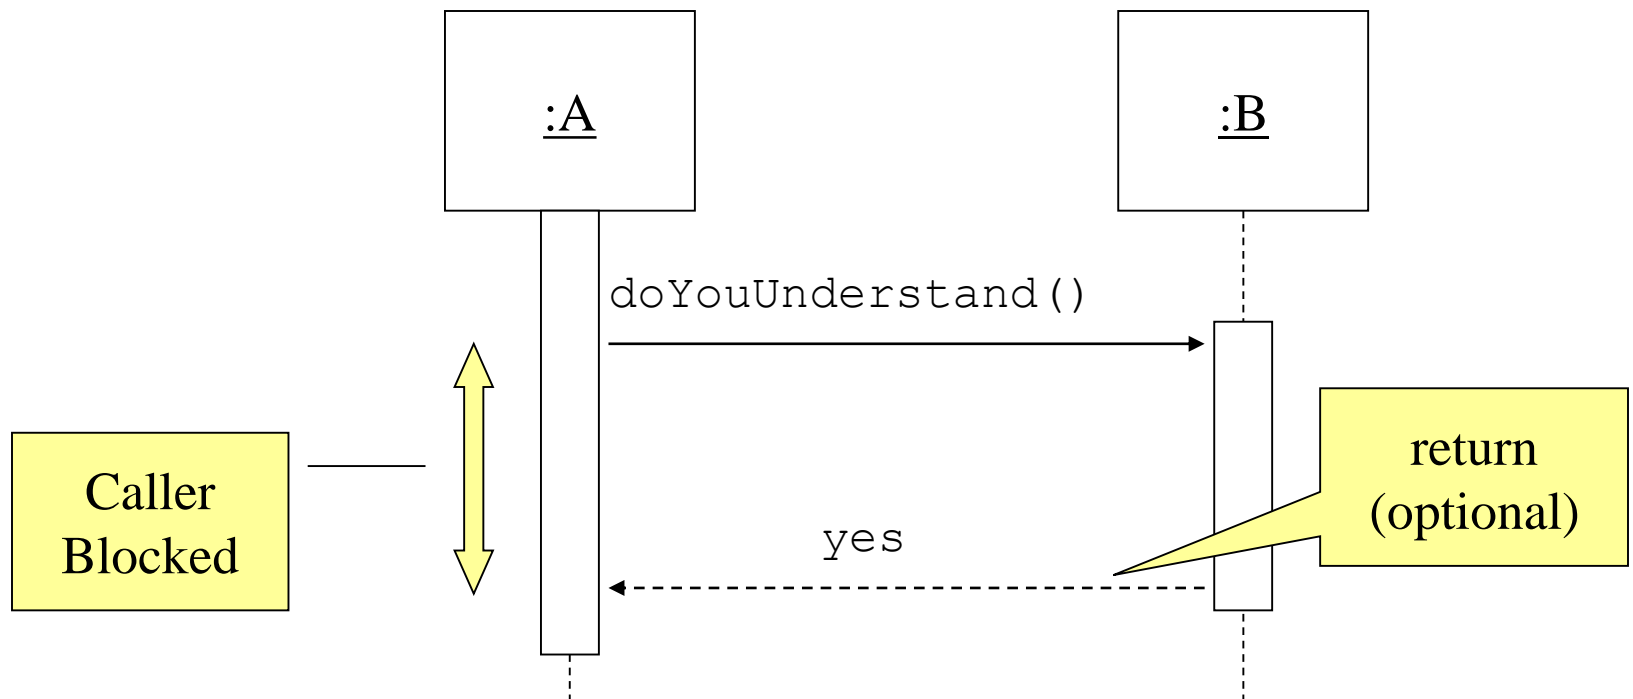 :A
:B
doYouUnderstand()
Caller
Blocked
return
(optional)
yes